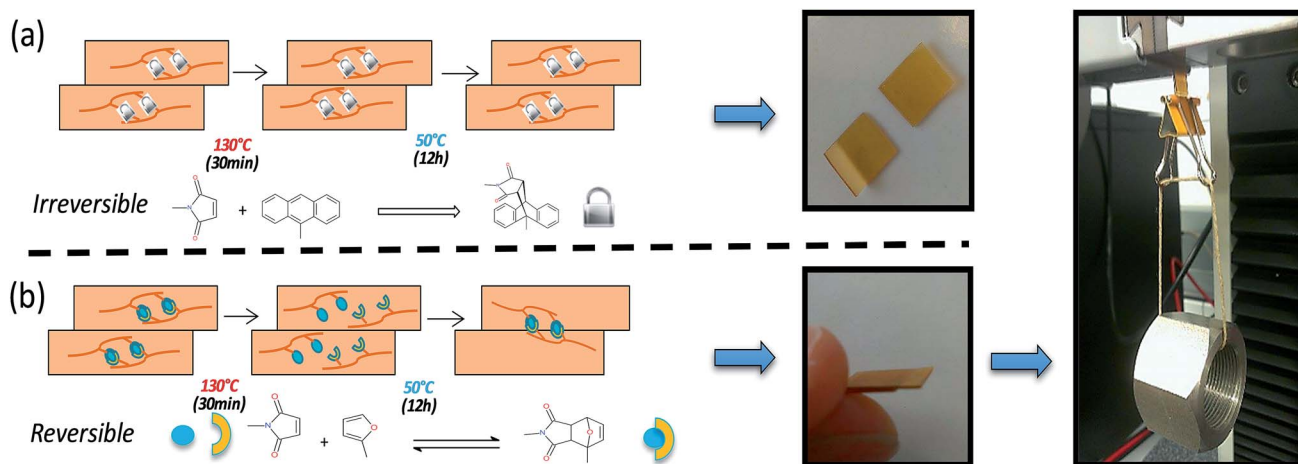 (a)
130°C
(30min)
50°C
(12h)
Irreversible
O
N
O
+
O
N
O
(b)
130°C
(30min)
50°C
(12h)
Reversible
O
N
O
+
O
O
N
O
O